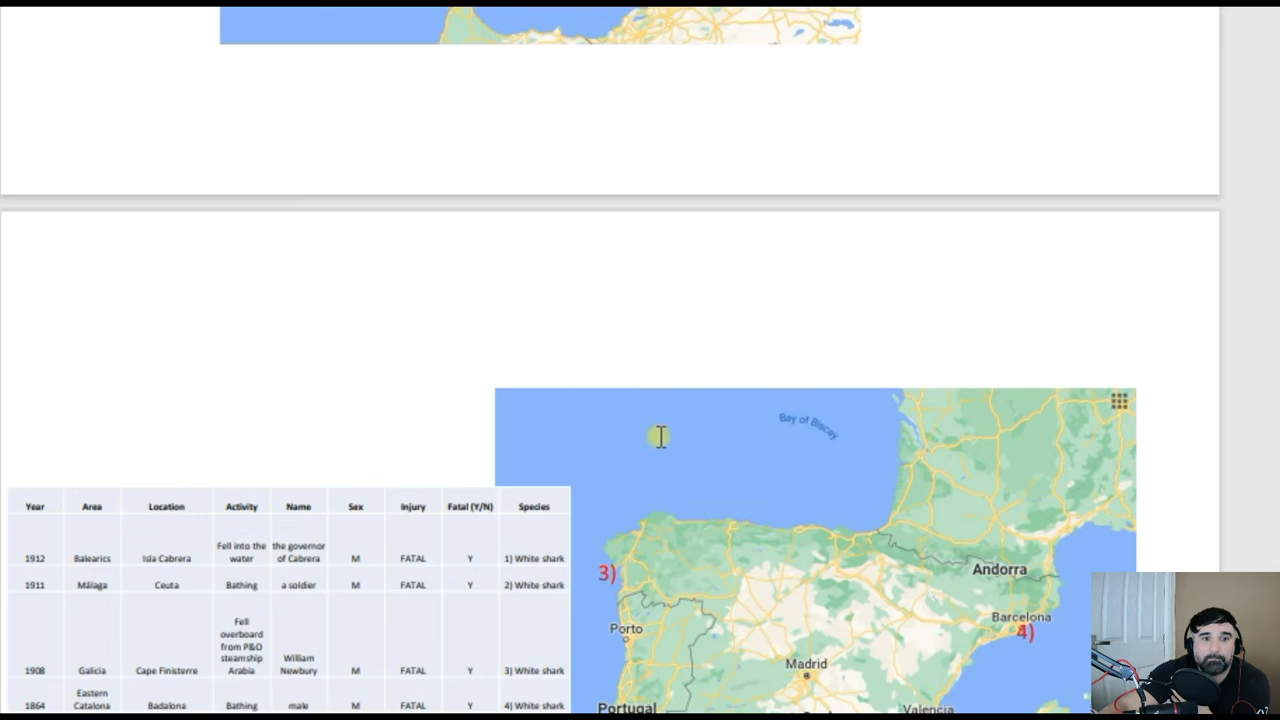 Bay of Biscay
Year Area Location Activity Name Sex Injury Fatal (Y/N) Species
Fell into the the governor
1912 Balearics Isla Cabrera water of Cabrera M FATAL Y 1) White shark
1911 Málaga Ceuta Bathing a soldier M FATAL Y 2) White shark
Fell
overboard
from P&O
steamship William
1908 Galicia Cape Finisterre Arabia Newbury M FATAL Y 3) White shark
Eastern
1864 Catalona Badalona Bathing male M FATAL Y 4) White shark
3)
Andorra
Barcelona
4)
Porto
Madrid
Portugal
Valencia